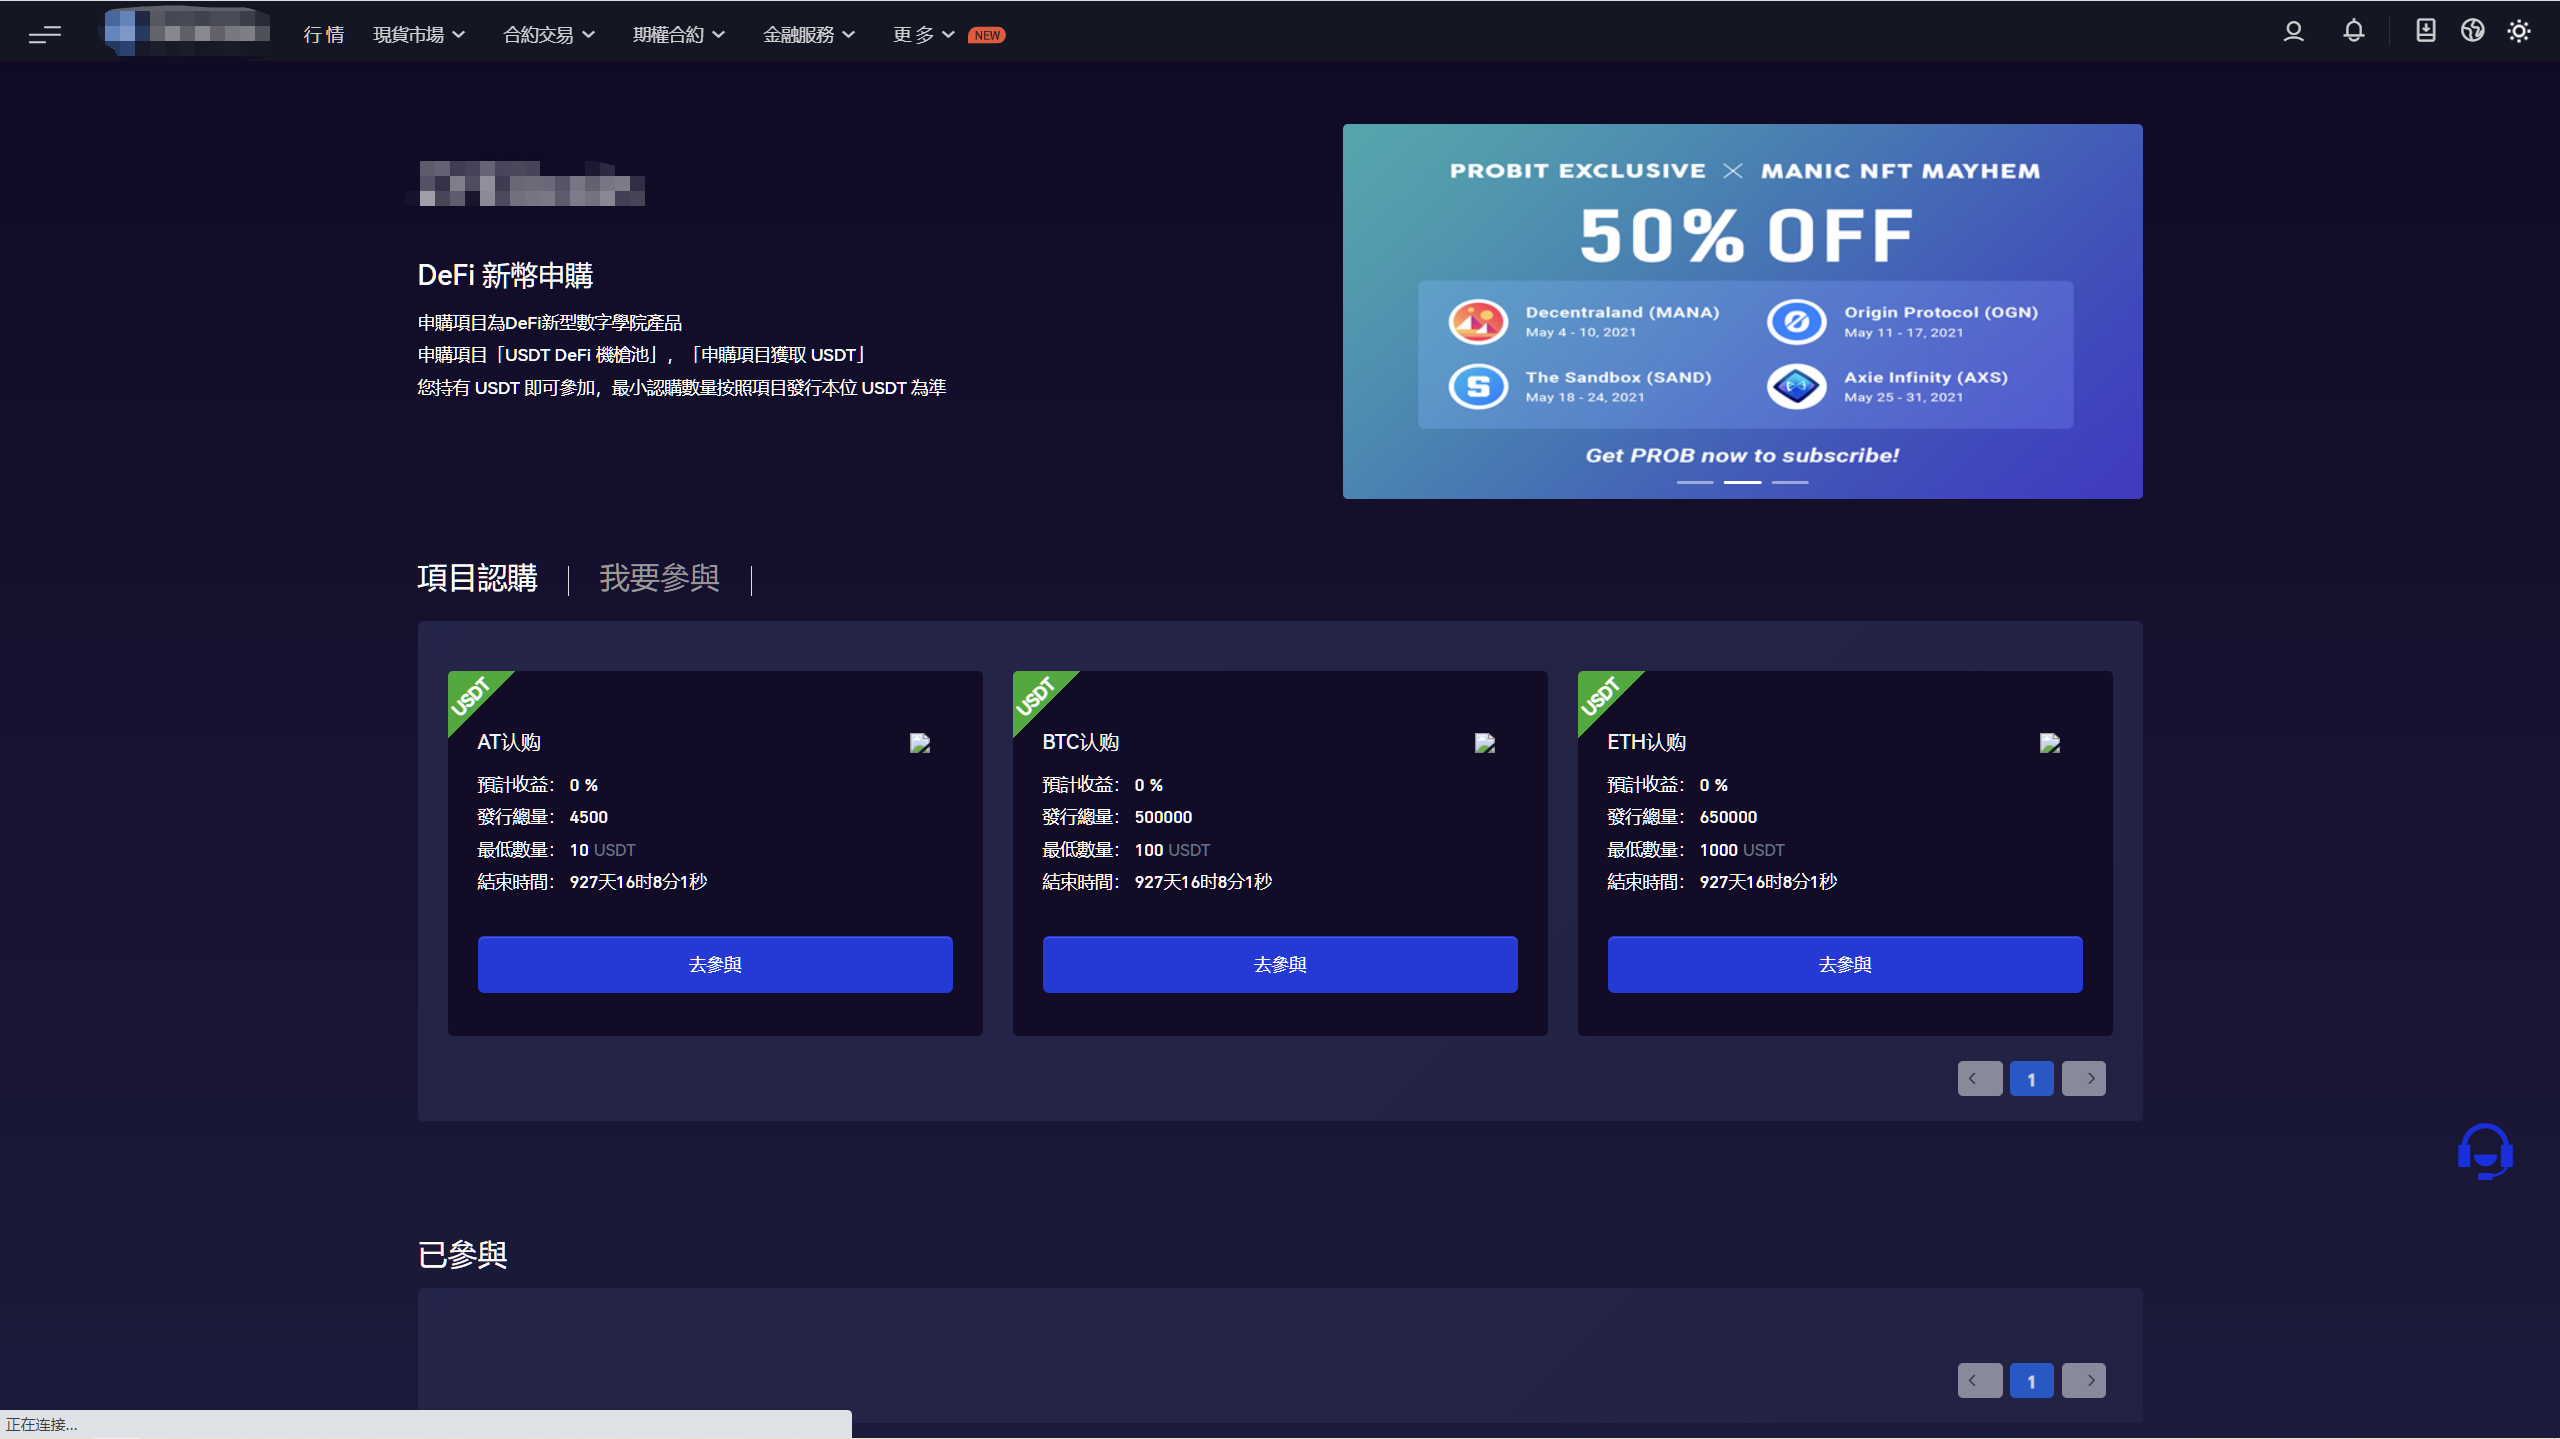 行 情 現貨市場 合約交易 期權合約 金融服務 更 多 NEW
DeFi 新幣申購
申購項目為DeFi新型數字學院產品
申購項目「USDT DeFi 機槍池」，「申購項目獲取 USDT」
您持有 USDT 即可參加，最小認購數量按照項目發行本位 USDT 為準
PROBIT EXCLUSIVE × MANIC NFT MAYHEM
50% OFF
Decentraland (MANA)
May 4 - 10, 2021
Origin Protocol (OGN)
May 11 - 17, 2021
The Sandbox (SAND)
May 18 - 24, 2021
Axie Infinity (AXS)
May 25 - 31, 2021
Get PROB now to subscribe!
項目認購 我要參與
USDT
AT认购
預計收益： 0 %
發行總量： 4500
最低數量： 10 USDT
結束時間： 927天16时8分1秒
去參與
USDT
BTC认购
預計收益： 0 %
發行總量： 500000
最低數量： 100 USDT
結束時間： 927天16时8分1秒
去參與
USDT
ETH认购
預計收益： 0 %
發行總量： 650000
最低數量： 1000 USDT
結束時間： 927天16时8分1秒
去參與
1
已參與
1
正在连接...